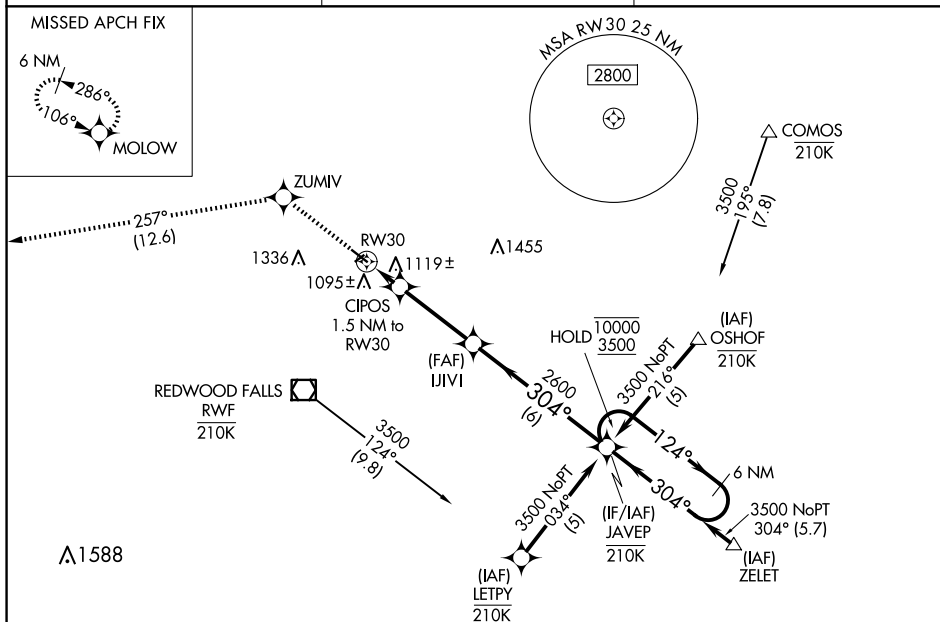 MISSED APCH FIX
6 NM
286°
106°
MOLOW
MSA RW30 25 NM
2800
COMOS
210K
3500
195°
(7.8)
ZUMIV
257°
(12.6)
RW30
1336
1119±
1455
1095±
CIPOS
1.5 NM to
RW30
HOLD
10000
3500
(IAF)
OSHOF
210K
3500 NoPT
216°
(5)
(FAF)
IJIVI
2600
304°
(6)
REDWOOD FALLS
RWF
210K
3500
124°
(9.8)
124°
6 NM
304°
3500 NoPT
034°
(5)
(IF/IAF)
JAVEP
210K
3500 NoPT
304° (5.7)
(IAF)
ZELET
1588
(IAF)
LETPY
210K